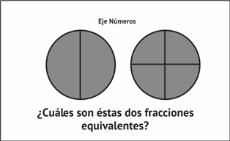 Eje Números
¿Cuáles son éstas dos fracciones
equivalentes?